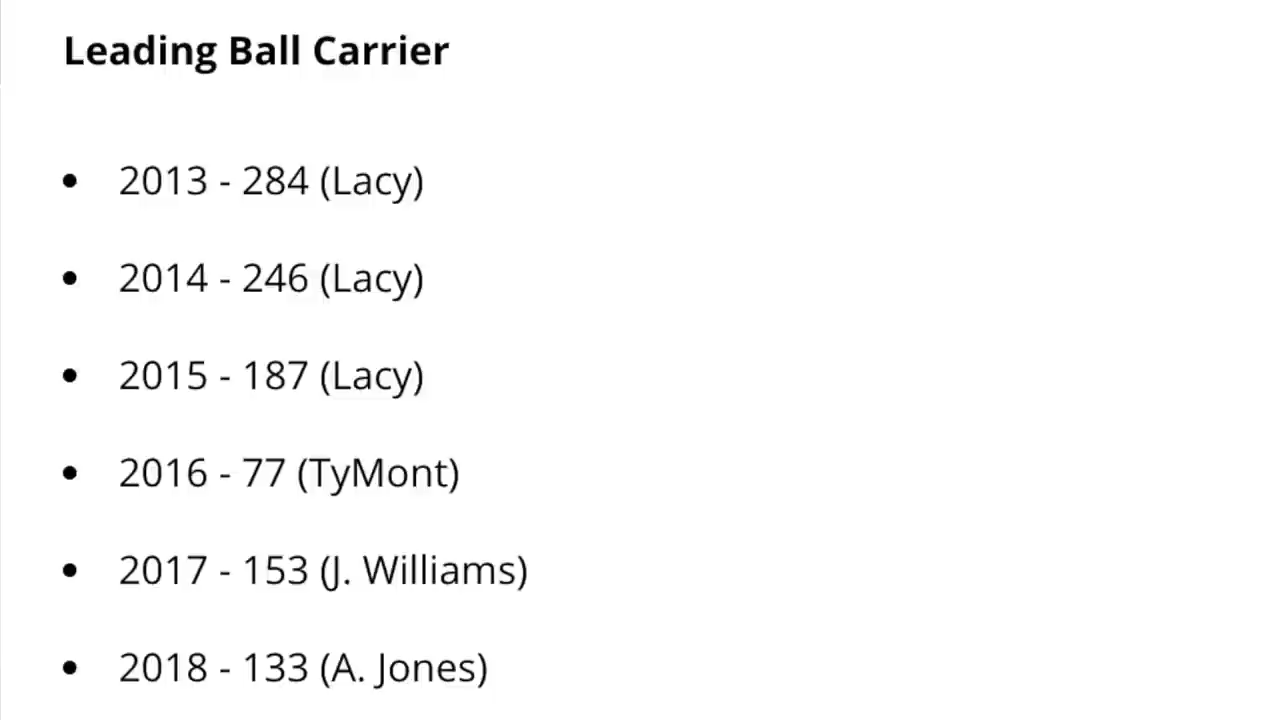 Leading Ball Carrier
• 2013 - 284 (Lacy)
• 2014 - 246 (Lacy)
• 2015 - 187 (Lacy)
• 2016 - 77 (TyMont)
• 2017 - 153 (J. Williams)
• 2018 - 133 (A. Jones)